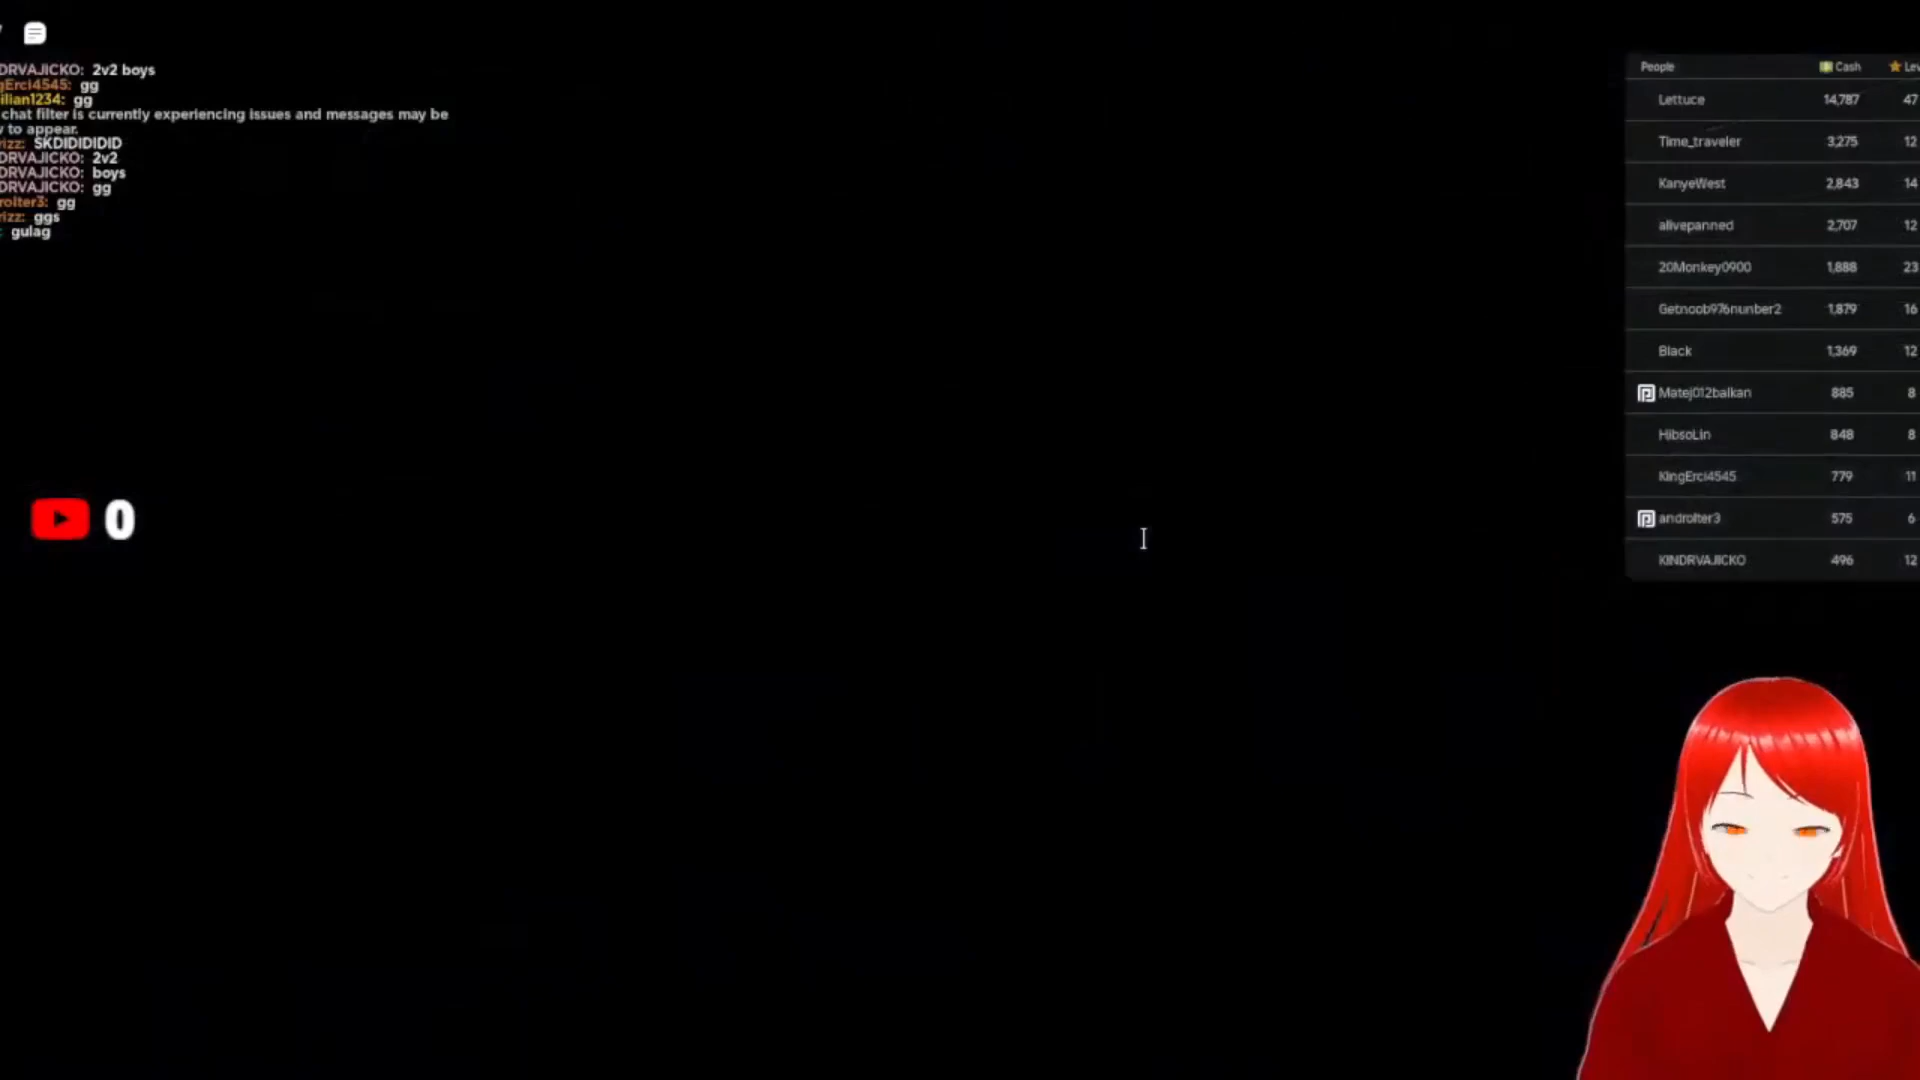 DRVAJICKO: 2v2 boys
gErci4545: gg
ilian1234: gg
chat filter is currently experiencing issues and messages may be
to appear.
rizz: SKDIDIDIDID
DRVAJICKO: 2v2
DRVAJICKO: boys
DRVAJICKO: gg
rolter3: gg
rizz: ggs
: gulag
0
People Cash Lev
Lettuce 14,787 47
Time_traveler 3,275 12
KanyeWest 2,843 14
alivepanned 2,707 12
20Monkey0900 1,888 23
Getnoob976nunber2 1,879 16
Black 1,369 12
Matej012balkan 885 8
HibsoLin 848 8
KingErci4545 779 11
androlter3 575 6
KINDRVAJICKO 496 12